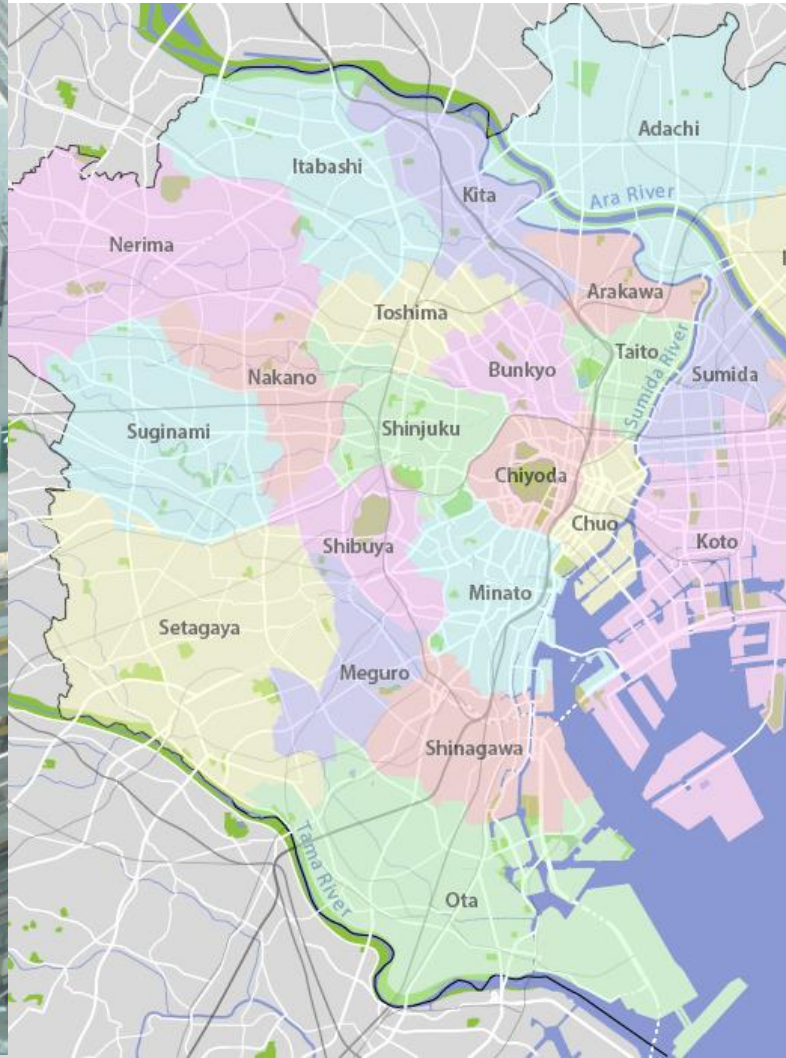 Adachi
Itabashi
Kita
Ara River
Nerima
Arakawa
Toshima
Taito
Bunkyo
Sumida
Nakano
Sumida River
Suginami
Shinjuku
Chiyoda
Chuo
Koto
Shibuya
Minato
Setagaya
Meguro
Shinagawa
Tama River
Ota